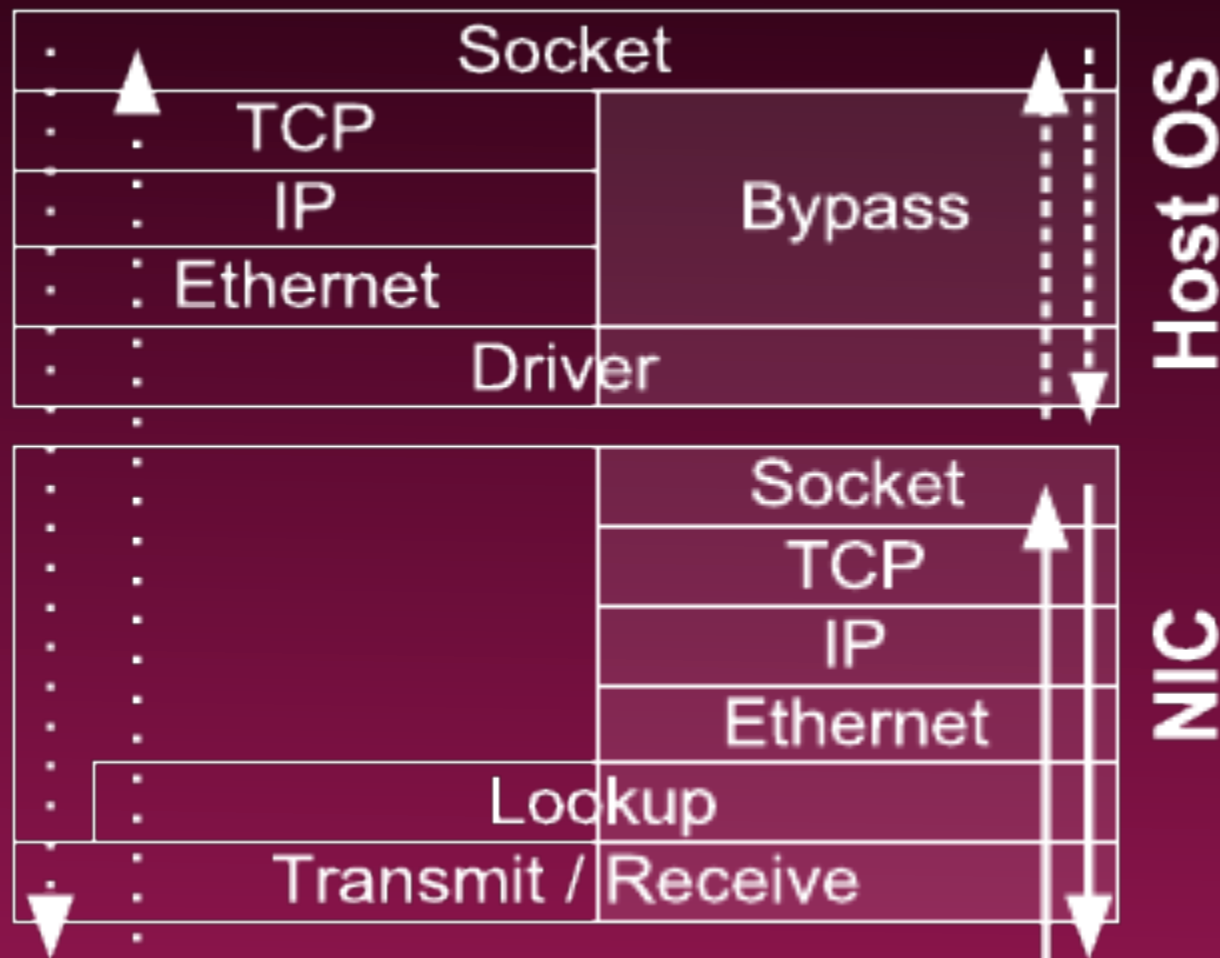 Socket
TCP
IP
Bypass
Ethernet
Driver
Host OS
Socket
TCP
IP
Ethernet
Lookup
Transmit / Receive
NIC